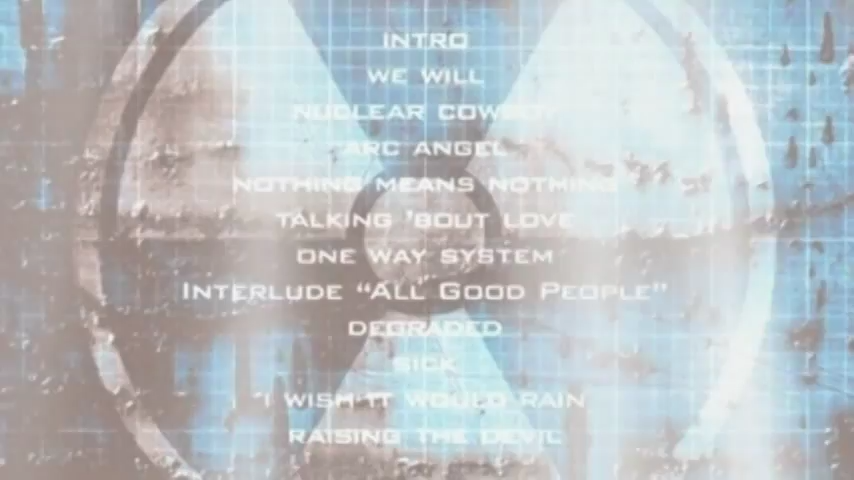 INTRO
WE WILL
NUCLEAR COWBOY
ARC ANGEL
NOTHING MEANS NOTHING
TALKING 'BOUT LOVE
ONE WAY SYSTEM
INTERLUDE “ALL GOOD PEOPLE”
DEGRADED
SICK
I WISH IT WOULD RAIN
RAISING THE DEVIL